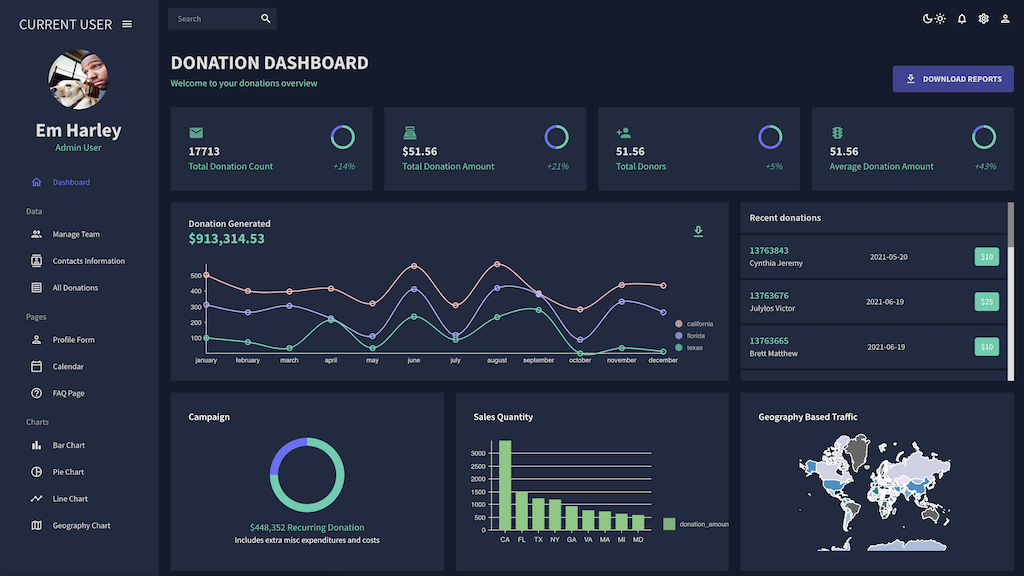 CURRENT USER
Search
Em Harley
Admin User
Dashboard
Data
Manage Team
Contacts Information
All Donations
Pages
Profile Form
Calendar
FAQ Page
Charts
Bar Chart
Pie Chart
Line Chart
Geography Chart
DONATION DASHBOARD
Welcome to your donations overview
DOWNLOAD REPORTS
17713
Total Donation Count +14%
$51.56
Total Donation Amount +21%
51.56
Total Donors +5%
51.56
Average Donation Amount +43%
Donation Generated
$913,314.53
500
400
300
200
100
january february march april may june july august september october november december
california
florida
texas
Recent donations
13763843
Cynthia Jeremy
2021-05-20
$10
13763676
Julylos Victor
2021-06-19
$25
13763665
Brett Matthew
2021-06-19
$10
Campaign
$448,352 Recurring Donation
Includes extra misc expenditures and costs
Sales Quantity
3000
2500
2000
1500
1000
500
0
CA FL TX NY GA VA MA MI MD
donation_amoun
Geography Based Traffic